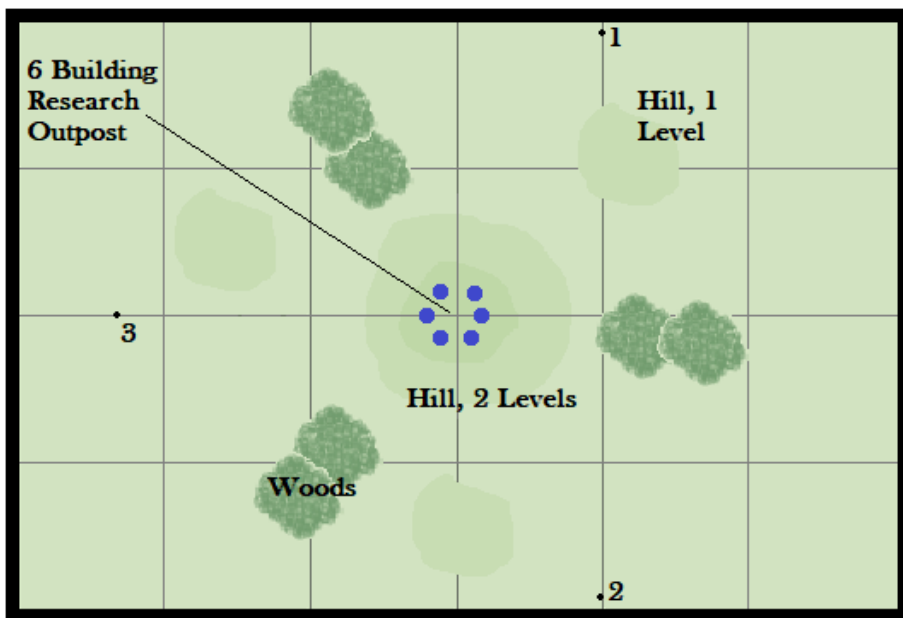 1
6 Building
Research
Outpost
Hill, 1
Level
3
Hill, 2 Levels
Woods
2